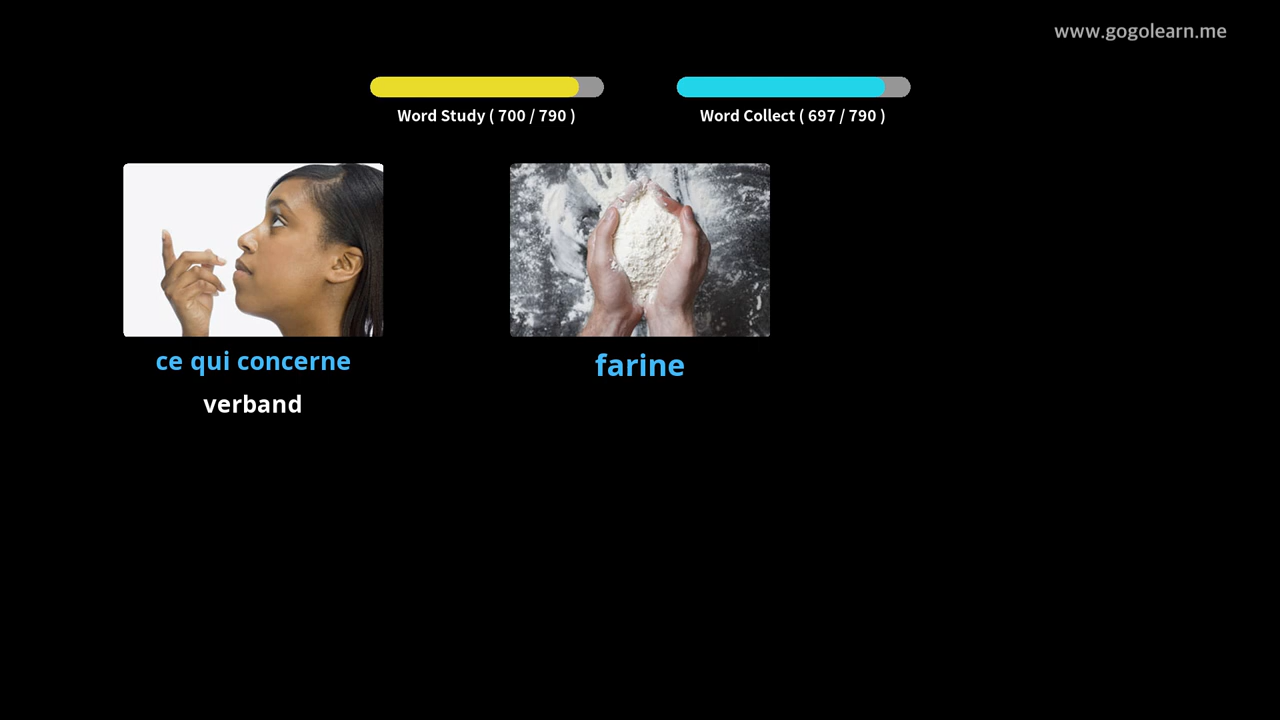 www.gogolearn.me
Word Study ( 700 / 790 )
Word Collect ( 697 / 790 )
ce qui concerne
verband
farine